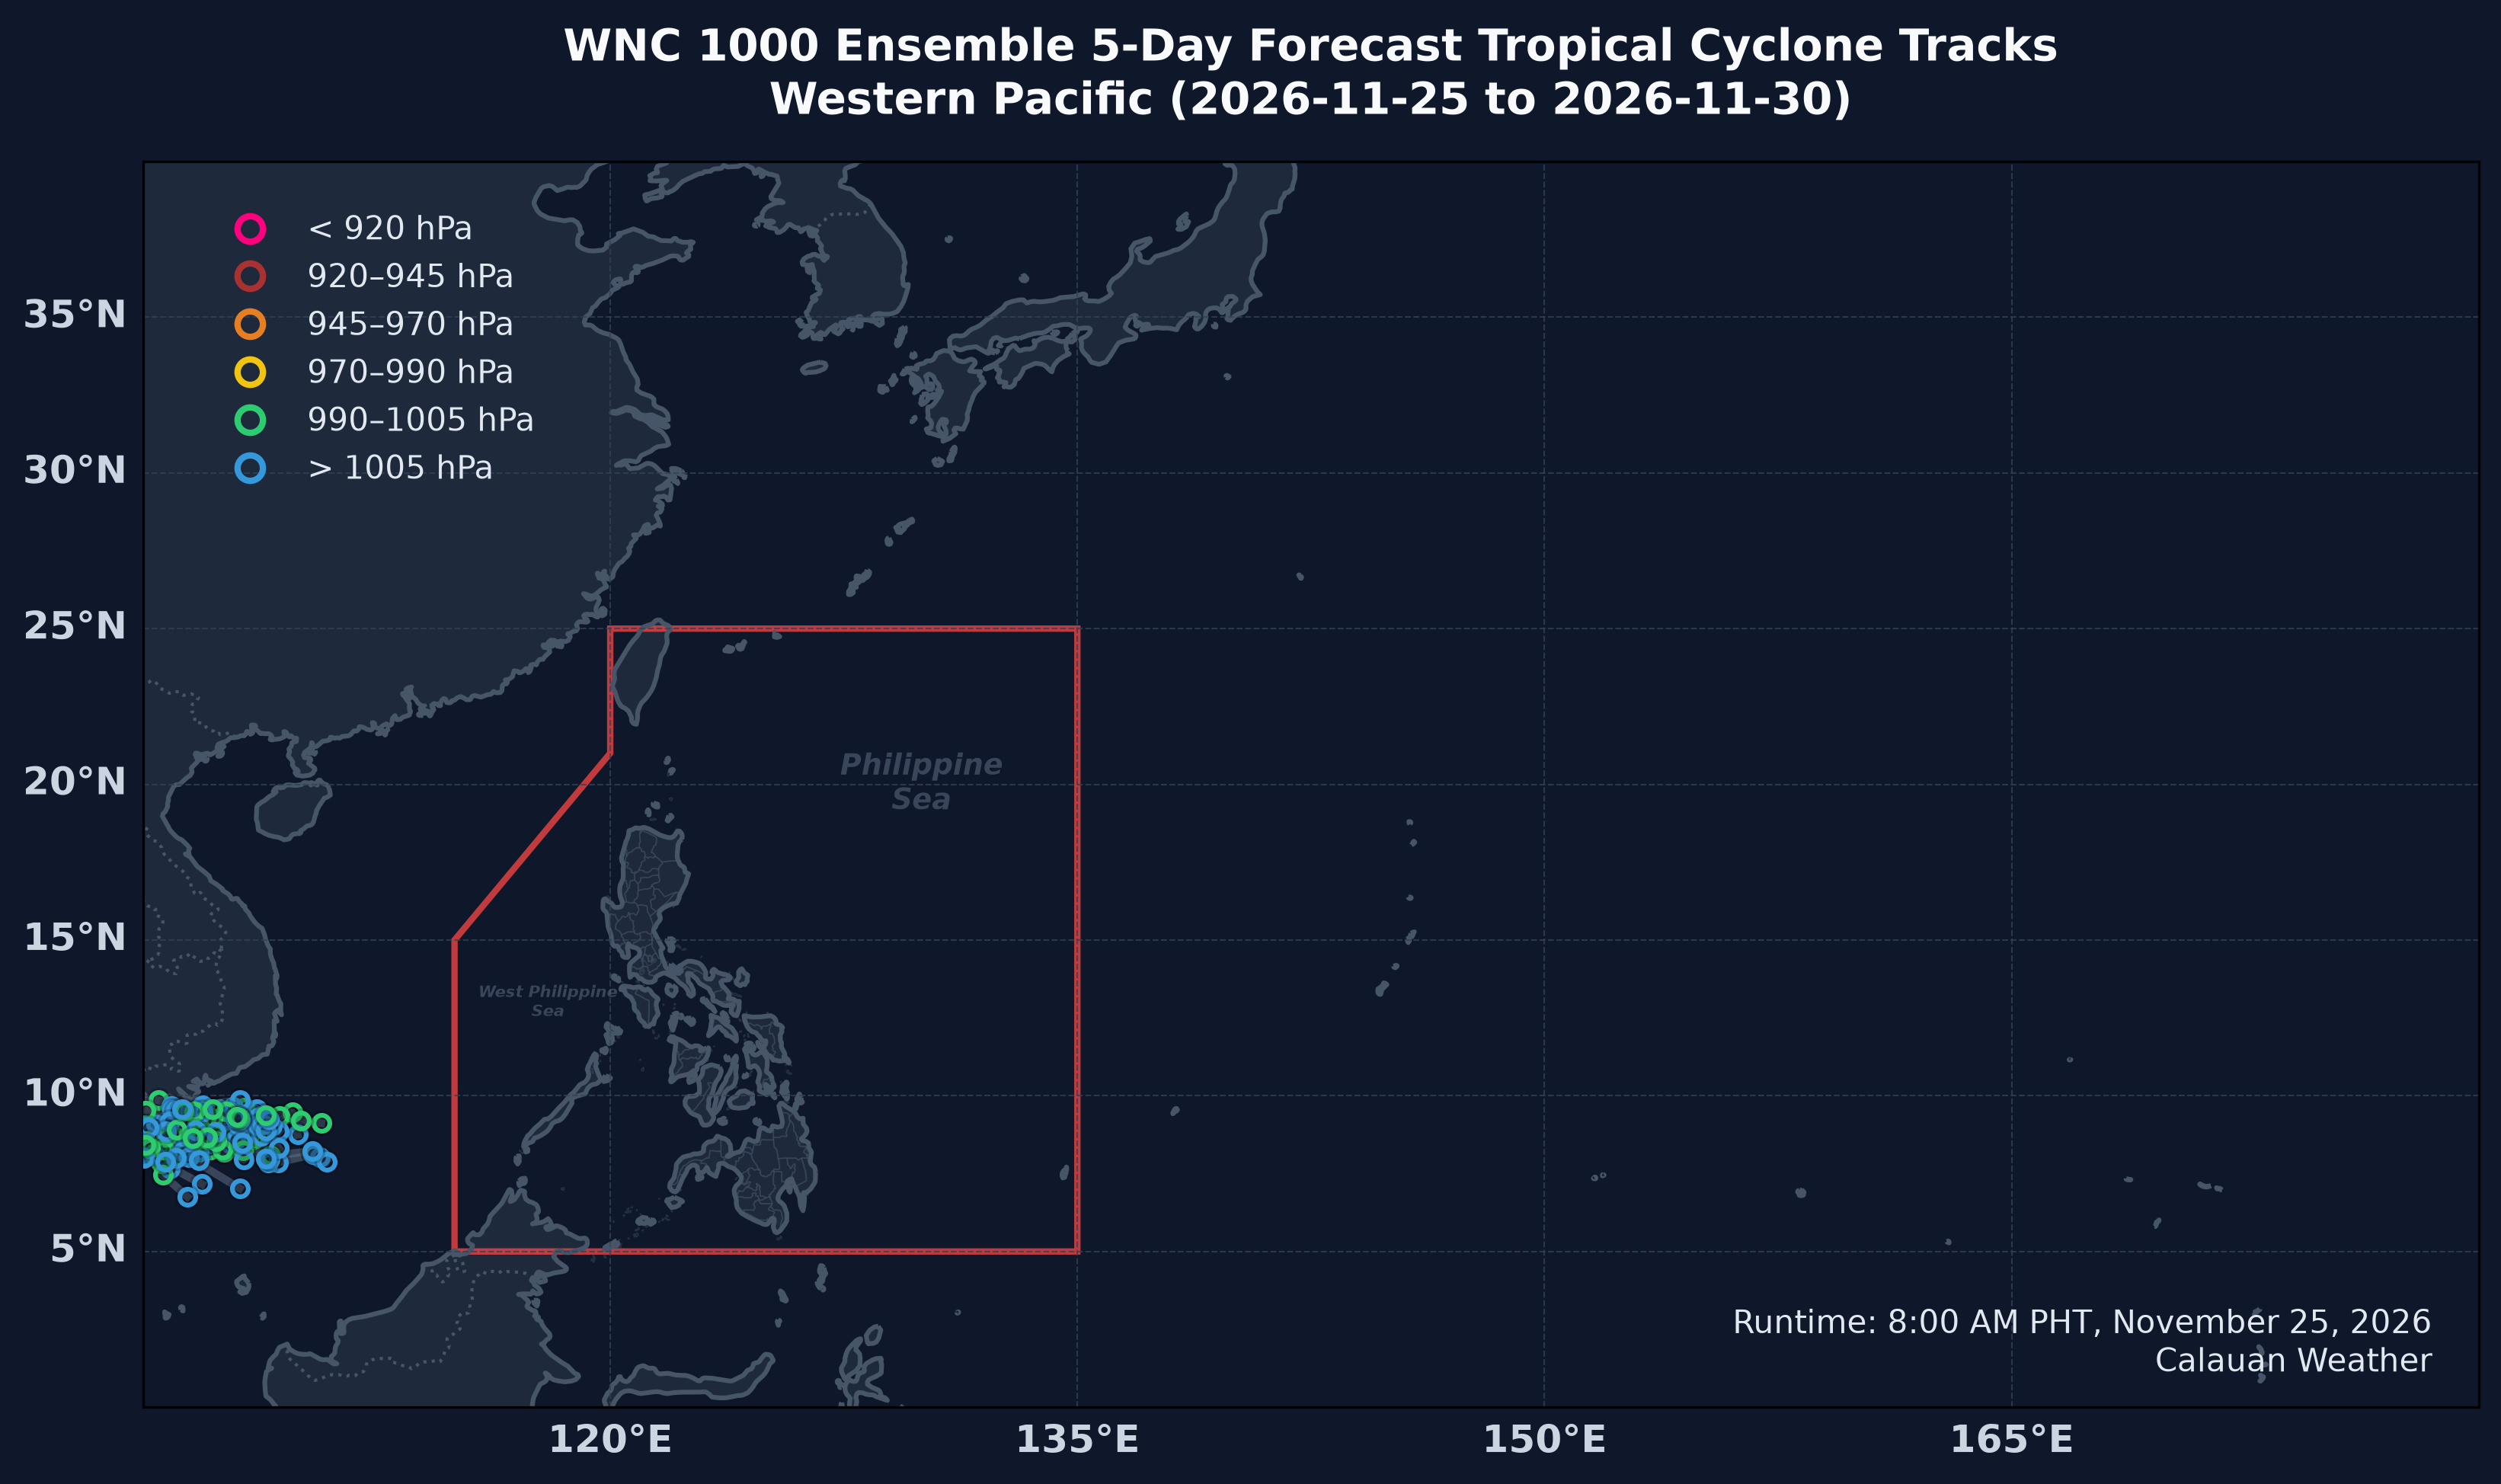 WNC 1000 Ensemble 5-Day Forecast Tropical Cyclone Tracks
Western Pacific (2026-11-25 to 2026-11-30)
< 920 hPa
920–945 hPa
945–970 hPa
970–990 hPa
990–1005 hPa
> 1005 hPa
35°N
30°N
25°N
20°N
15°N
10°N
5°N
Philippine
Sea
West Philippine
Sea
Runtime: 8:00 AM PHT, November 25, 2026
Calauan Weather
120°E
135°E
150°E
165°E